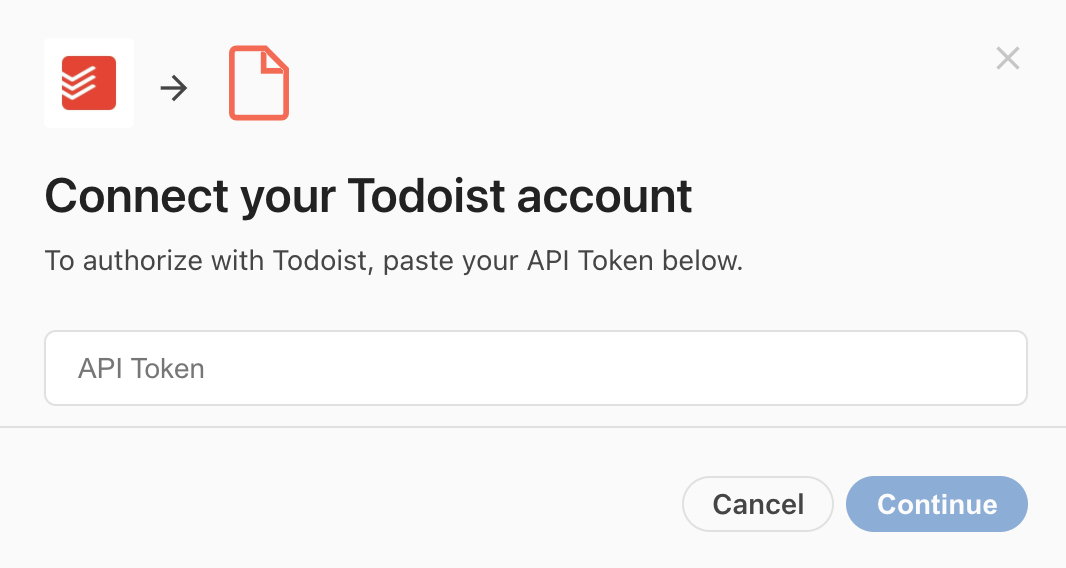 Connect your Todoist account
To authorize with Todoist, paste your API Token below.
API Token
Cancel
Continue